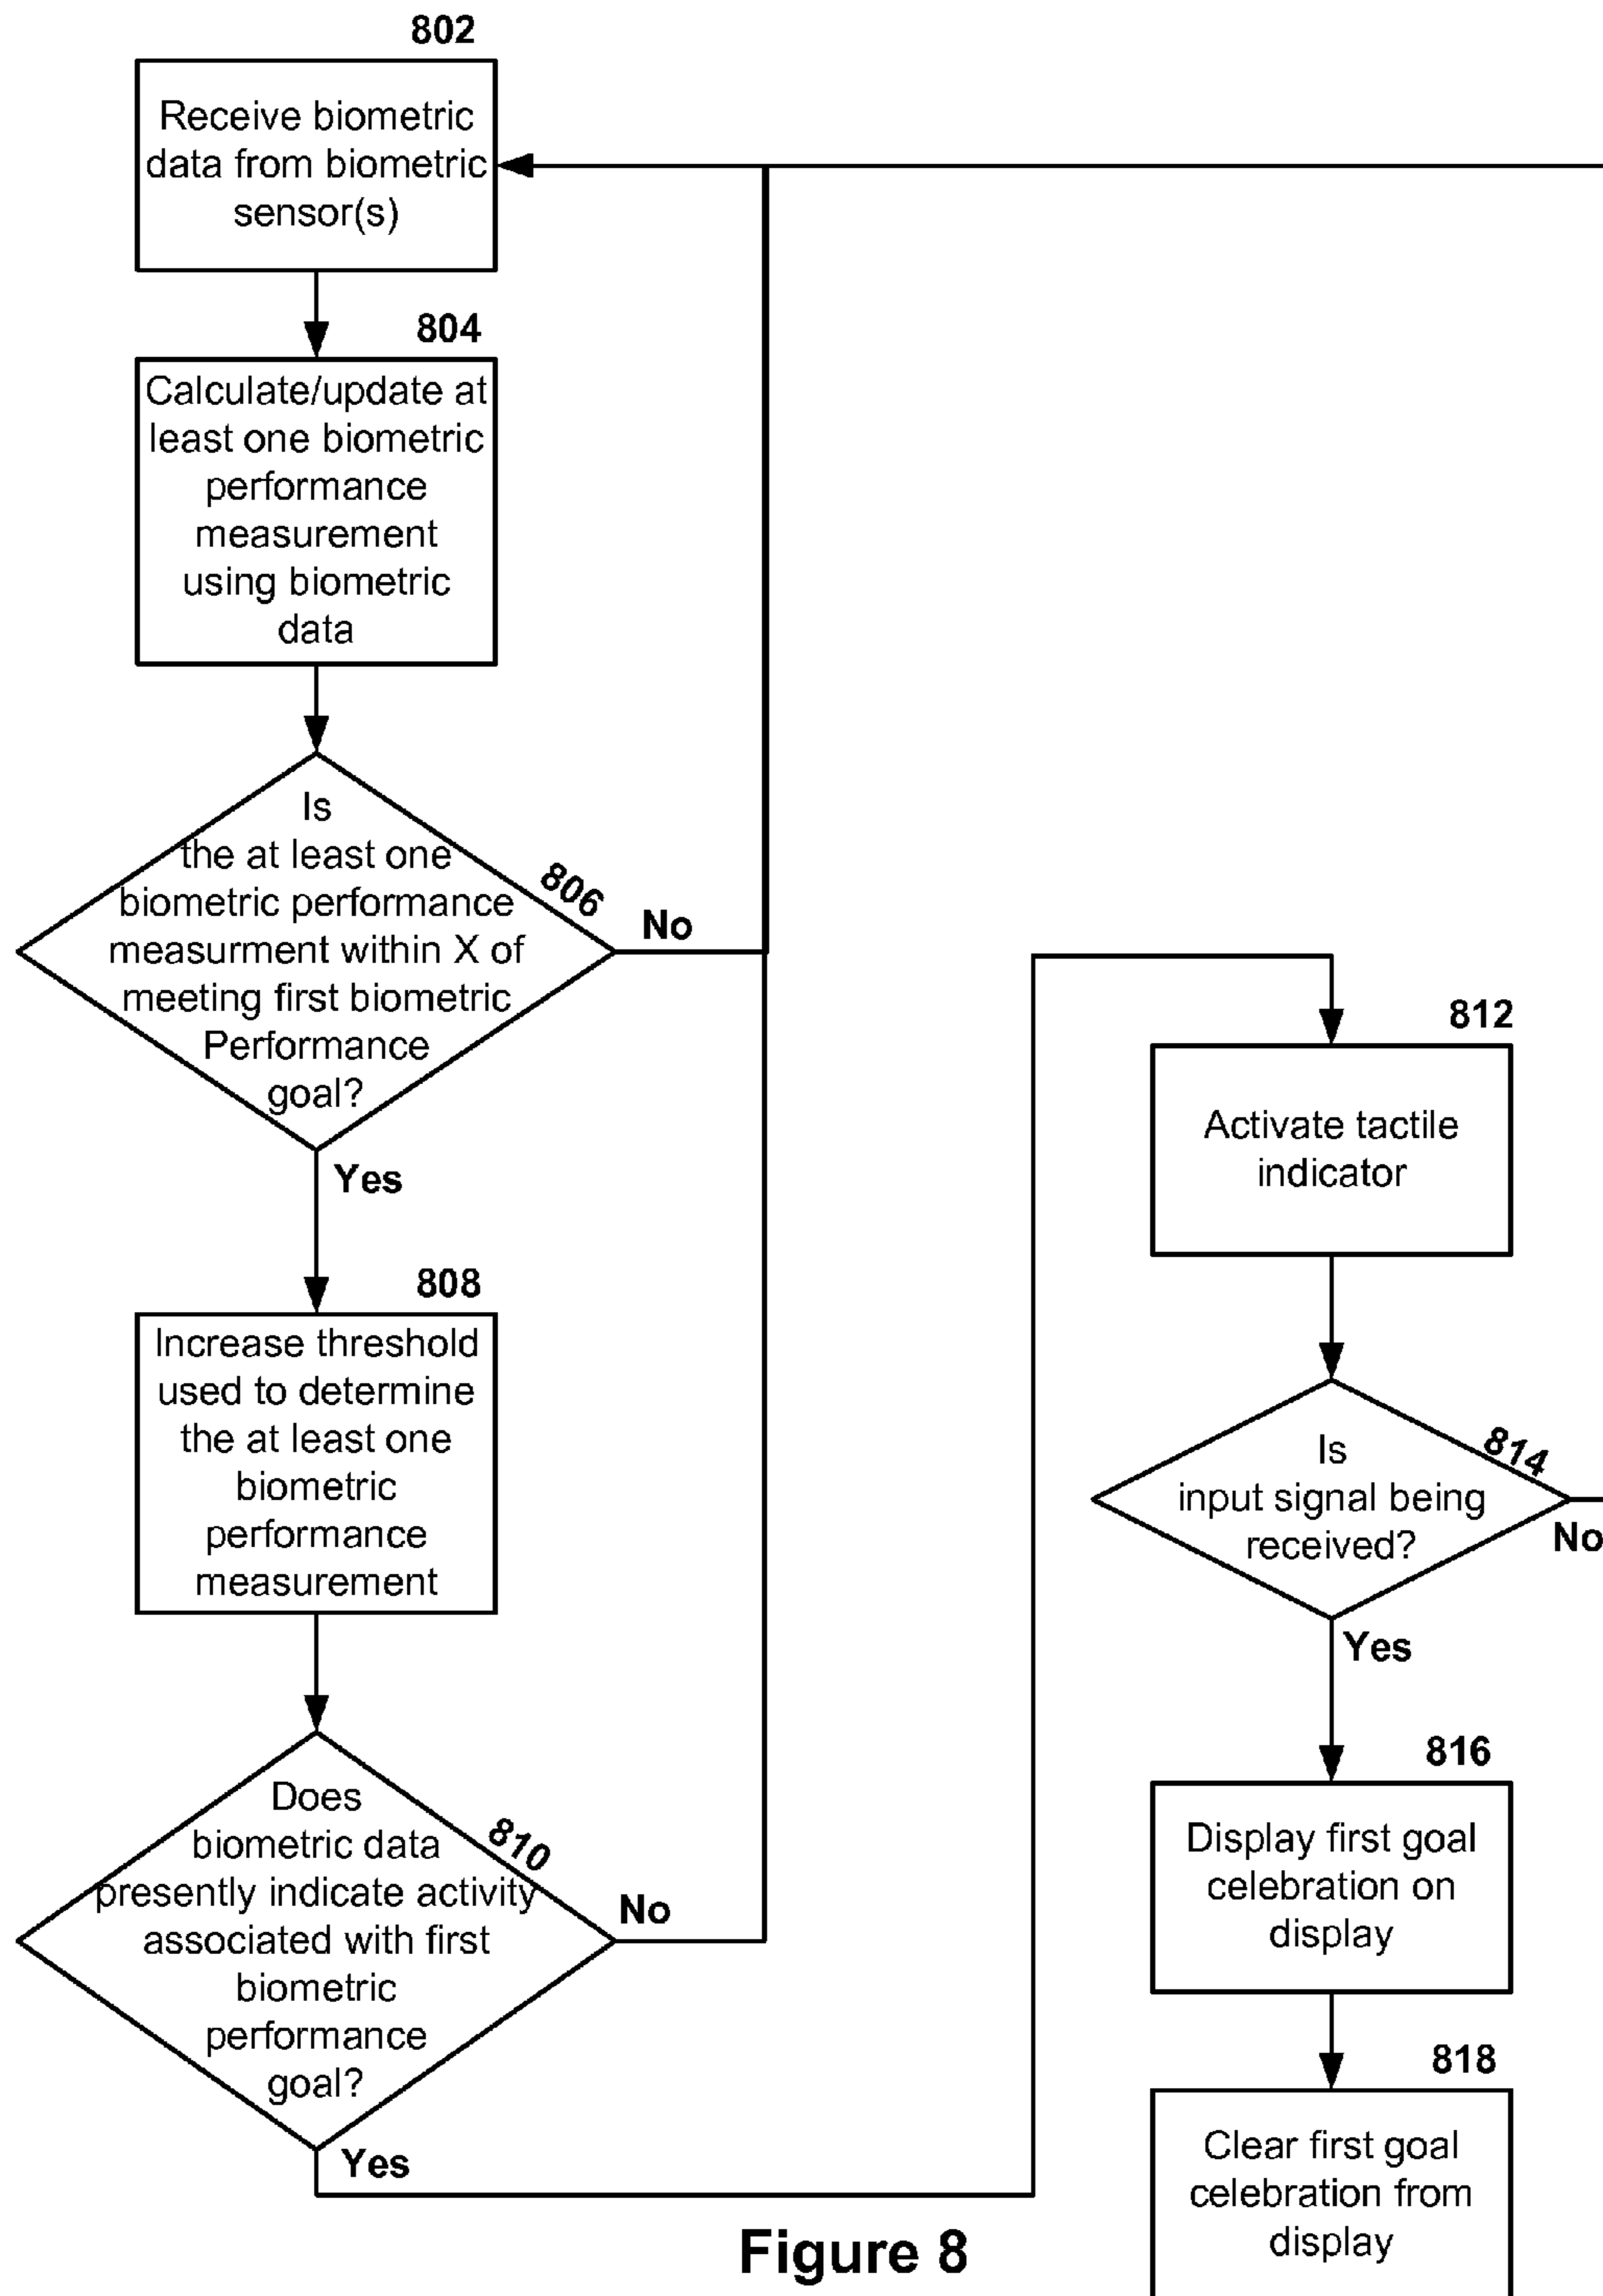 802
Receive biometric
data from biometric
sensor(s)
804
Calculate/update at
least one biometric
performance
measurement
using biometric
data
Is
the at least one
biometric performance
measurment within X of
meeting first biometric
Performance
goal?
806
No
Yes
808
Increase threshold
used to determine
the at least one
biometric
performance
measurement
Does
biometric data
presently indicate activity
associated with first
biometric
performance
goal?
810
No
Yes
812
Activate tactile
indicator
Is
input signal being
received?
814
No
Yes
816
Display first goal
celebration on
display
818
Clear first goal
celebration from
display
Figure 8